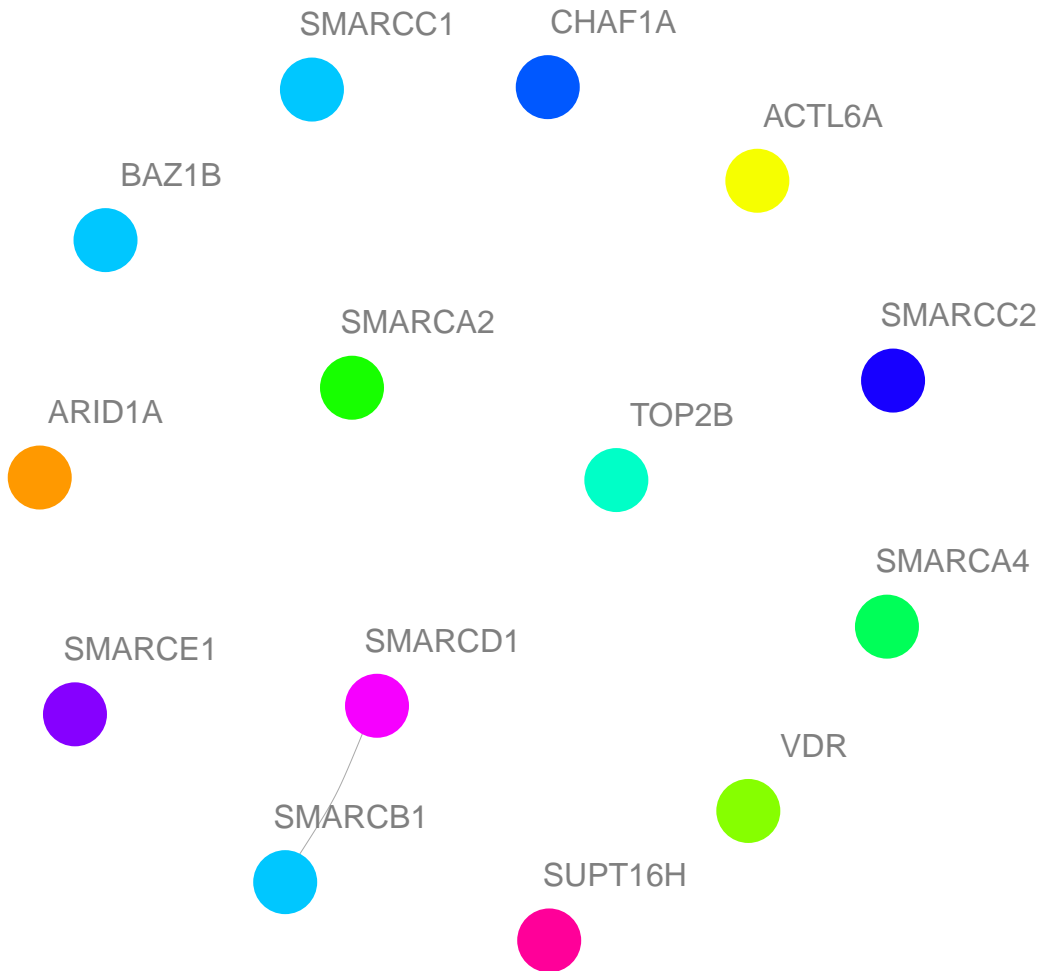 SMARCC1
CHAF1A
ACTL6A
BAZ1B
SMARCA2
SMARCC2
ARID1A
TOP2B
SMARCA4
SMARCE1
SMARCD1
VDR
SMARCB1
SUPT16H